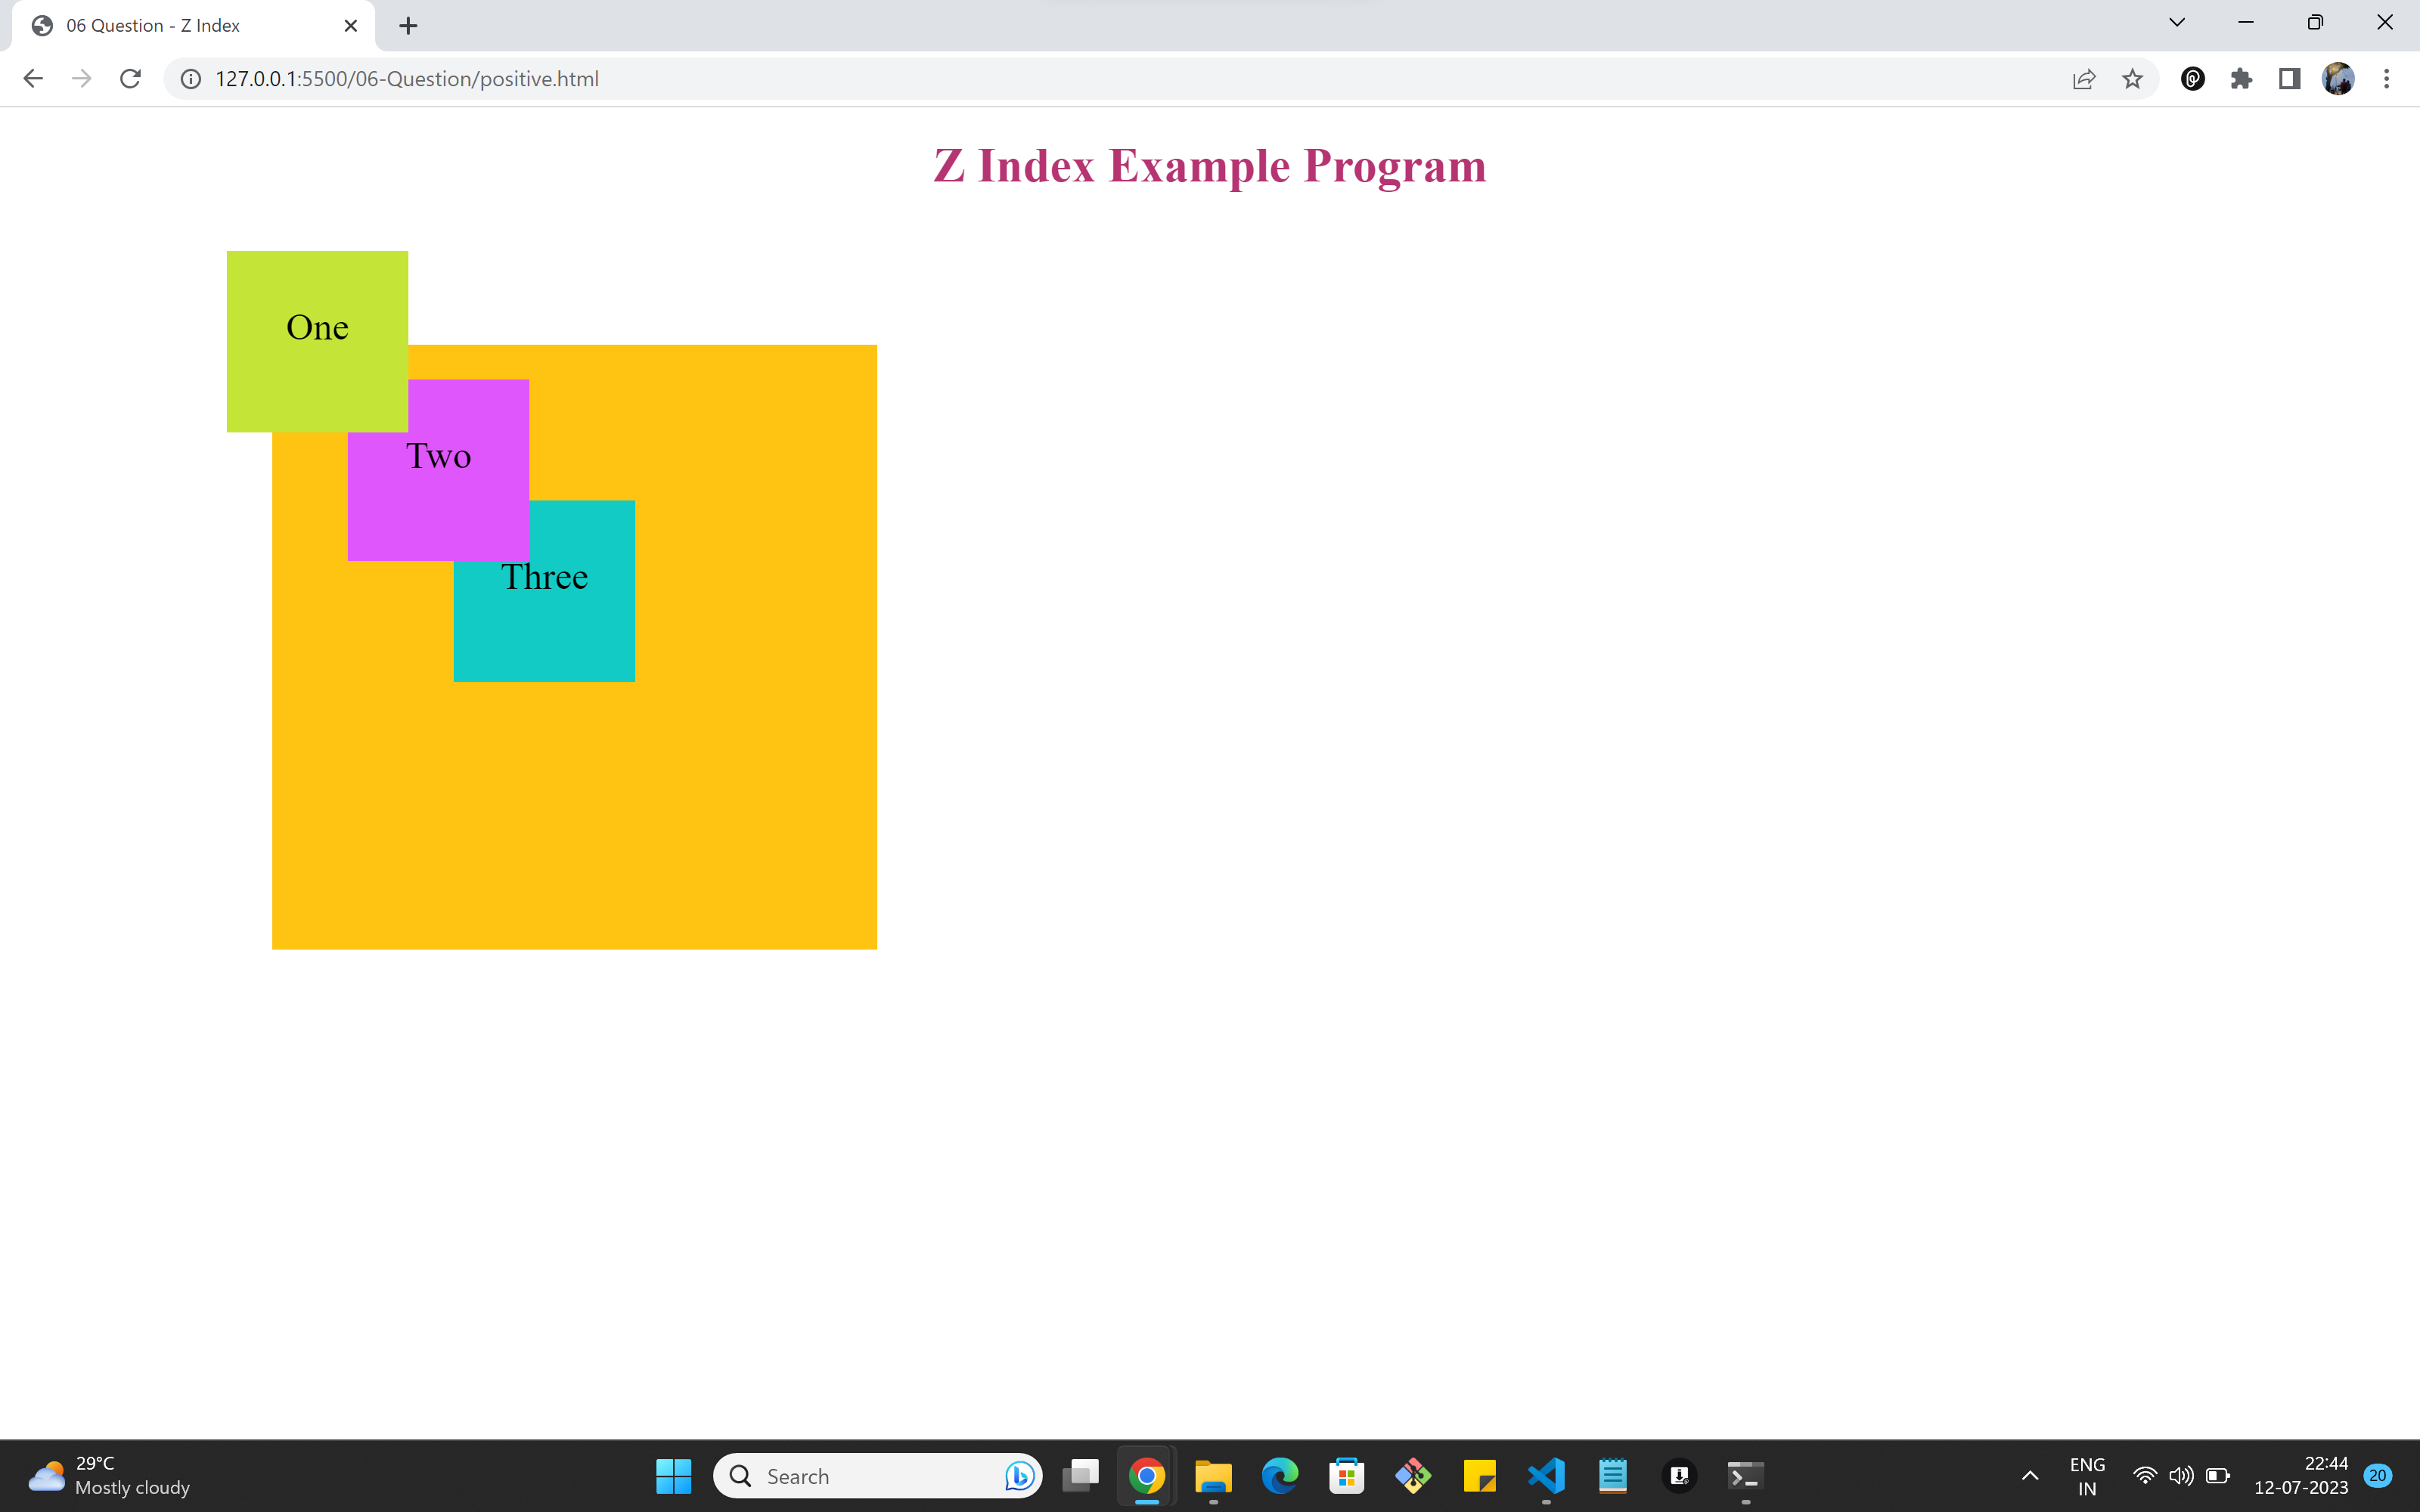 06 Question - Z Index
127.0.0.1:5500/06-Question/positive.html
Z Index Example Program
One
Two
Three
29°C
Mostly cloudy
Search
ENG
IN
22:44
12-07-2023
20